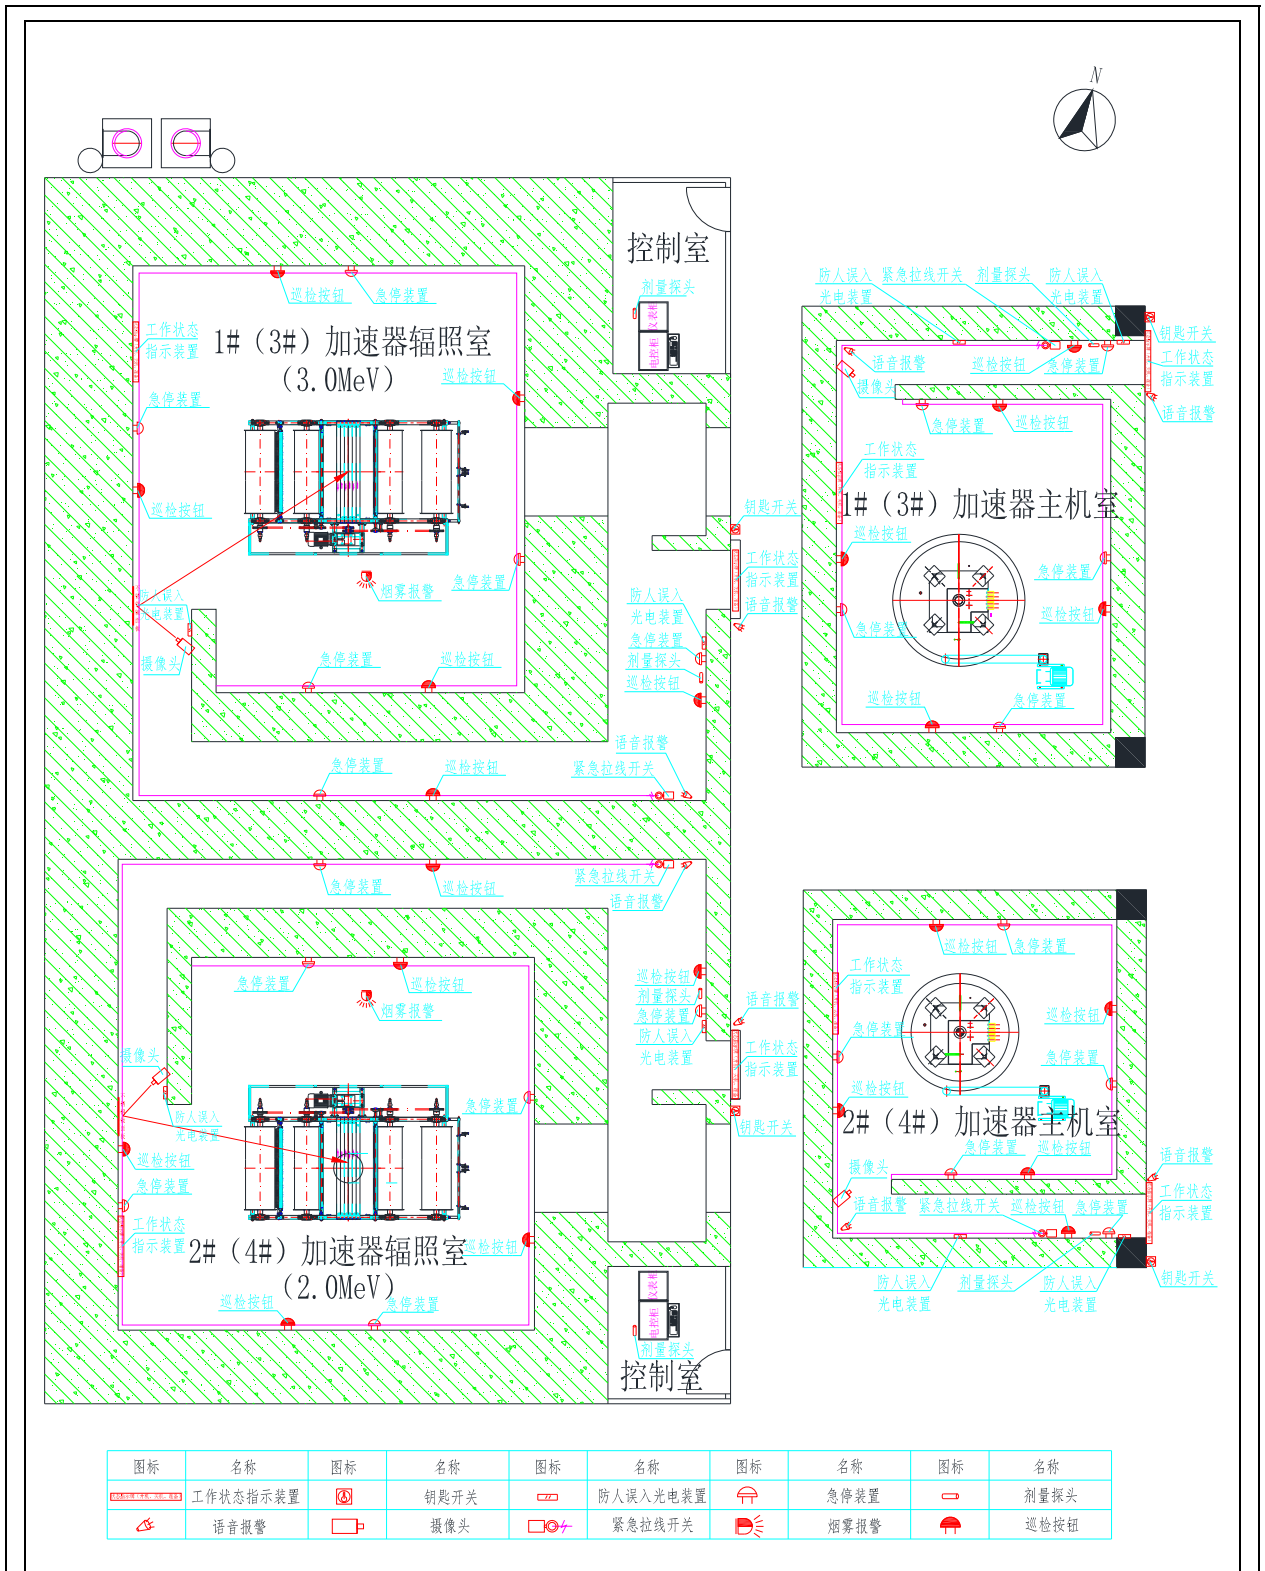 N
控制室
剂量探头
仪表柜
电控柜
巡检按钮
急停装置
工作状态
指示装置
1#（3#）加速器辐照室
（3.0MeV）
巡检按钮
急停装置
巡检按钮
钥匙开关
工作状态
指示装置
语音报警
烟雾报警
急停装置
防人误入
光电装置
摄像头
防人误入
光电装置
急停装置
剂量探头
巡检按钮
急停装置
巡检按钮
语音报警
紧急拉线开关
急停装置
巡检按钮
防人误入
光电装置
紧急拉线开关
剂量探头
防人误入
光电装置
钥匙开关
工作状态
指示装置
语音报警
语音报警
摄像头
巡检按钮
急停装置
急停装置
巡检按钮
工作状态
指示装置
1#（3#）加速器主机室
巡检按钮
急停装置
急停装置
巡检按钮
巡检按钮
急停装置
急停装置
巡检按钮
紧急拉线开关
语音报警
急停装置
巡检按钮
烟雾报警
巡检按钮
剂量探头
急停装置
防人误入
光电装置
语音报警
工作状态
指示装置
钥匙开关
摄像头
防人误入
光电装置
急停装置
巡检按钮
急停装置
工作状态
指示装置
2#（4#）加速器辐照室
（2.0MeV）
巡检按钮
巡检按钮
急停装置
仪表柜
电控柜
剂量探头
控制室
巡检按钮
急停装置
工作状态
指示装置
急停装置
巡检按钮
巡检按钮
急停装置
2#（4#）加速器主机室
急停装置
巡检按钮
摄像头
语音报警
紧急拉线开关
巡检按钮
急停装置
语音报警
工作状态
指示装置
防人误入
光电装置
剂量探头
防人误入
光电装置
钥匙开关
图标 名称 图标 名称 图标 名称 图标 名称 图标 名称
工作状态指示装置 钥匙开关 防人误入光电装置 急停装置 剂量探头
语音报警 摄像头 紧急拉线开关 烟雾报警 巡检按钮